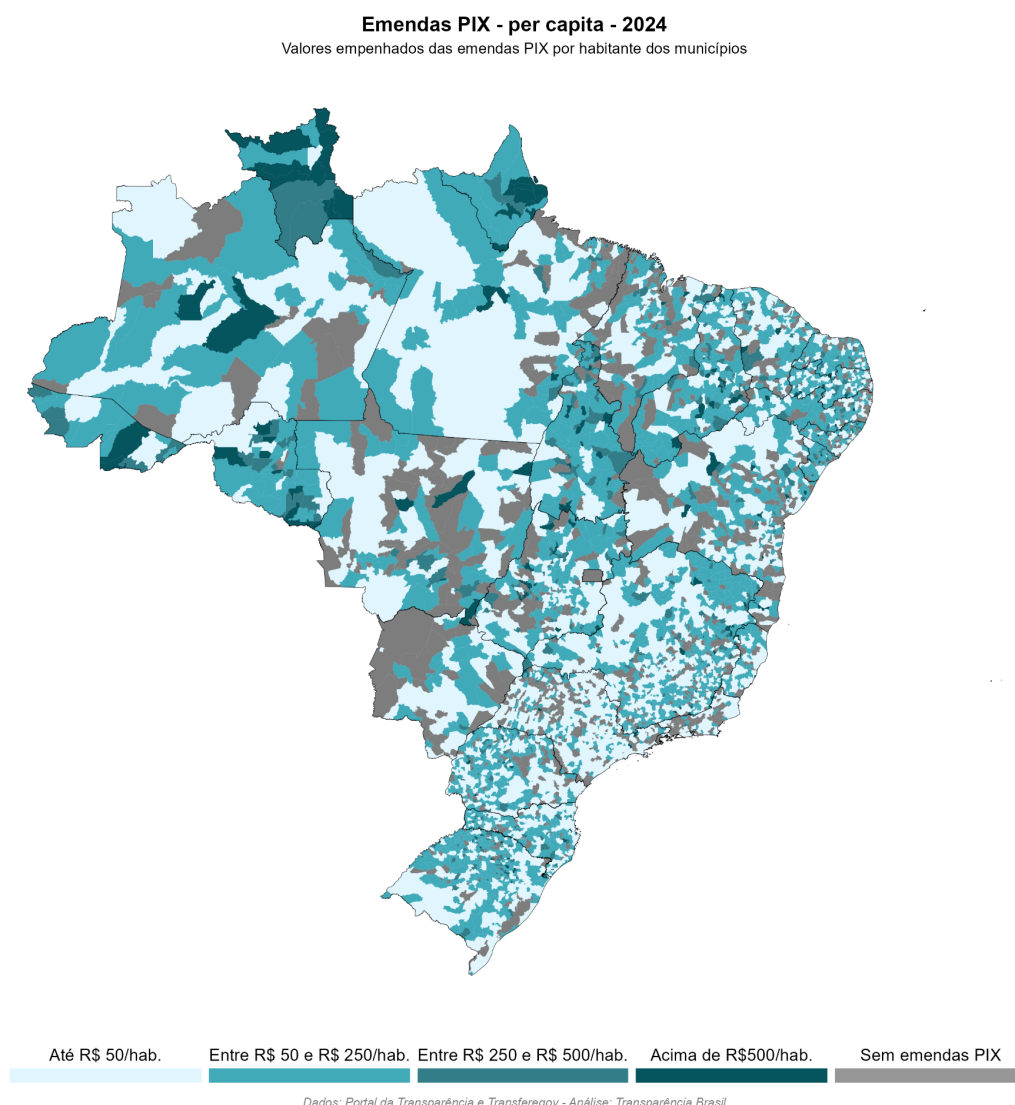 Emendas PIX - per capita - 2024
Valores empenhados das emendas PIX por habitante dos municípios
Até R$ 50/hab.
Entre R$ 50 e R$ 250/hab.
Entre R$ 250 e R$ 500/hab.
Acima de R$500/hab.
Sem emendas PIX
Dados: Portal da Transparência e Transferegov - Análise: Transparência Brasil